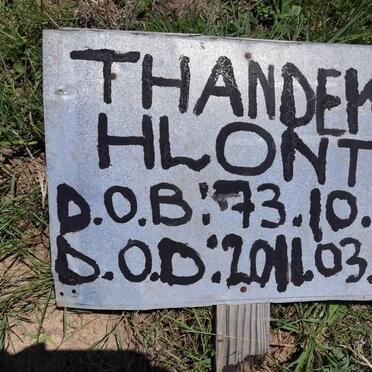 THANDEK
HLONT
D.O.B:73.10.
D.O.D:2011.03.